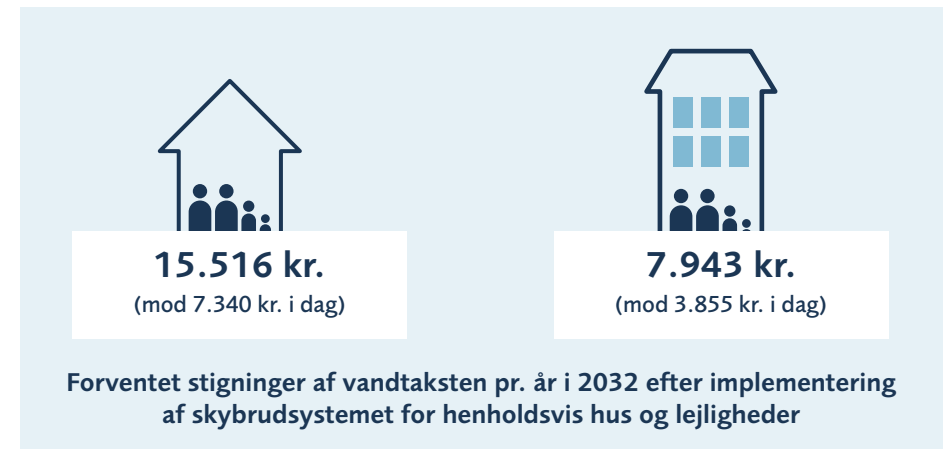 15.516 kr.
(mod 7.340 kr. i dag)
7.943 kr.
(mod 3.855 kr. i dag)
Forventet stigninger af vandtaksten pr. år i 2032 efter implementering
af skybrudsystemet for henholdsvis hus og lejligheder